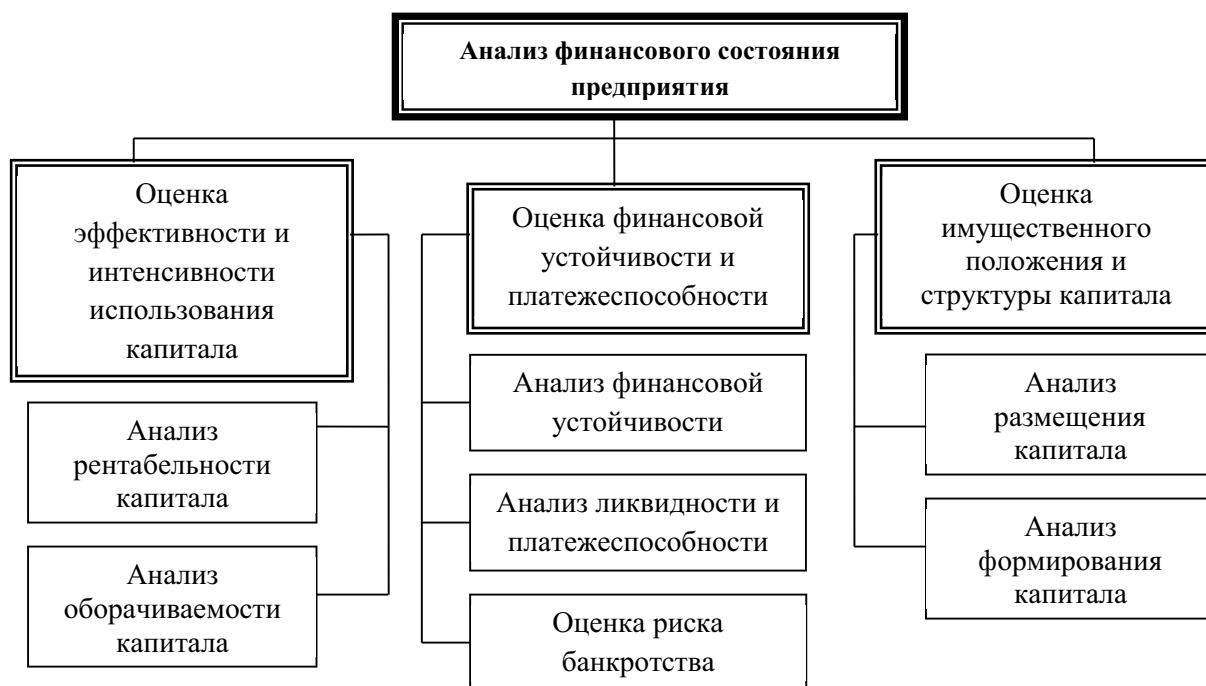 Анализ финансового состояния
предприятия
Оценка
эффективности и
интенсивности
использования
капитала
Анализ
рентабельности
капитала
Анализ
оборачиваемости
капитала
Оценка финансовой
устойчивости и
платежеспособности
Анализ финансовой
устойчивости
Анализ ликвидности и
платежеспособности
Оценка риска
банкротства
Оценка
имущественного
положения и
структуры капитала
Анализ
размещения
капитала
Анализ
формирования
капитала